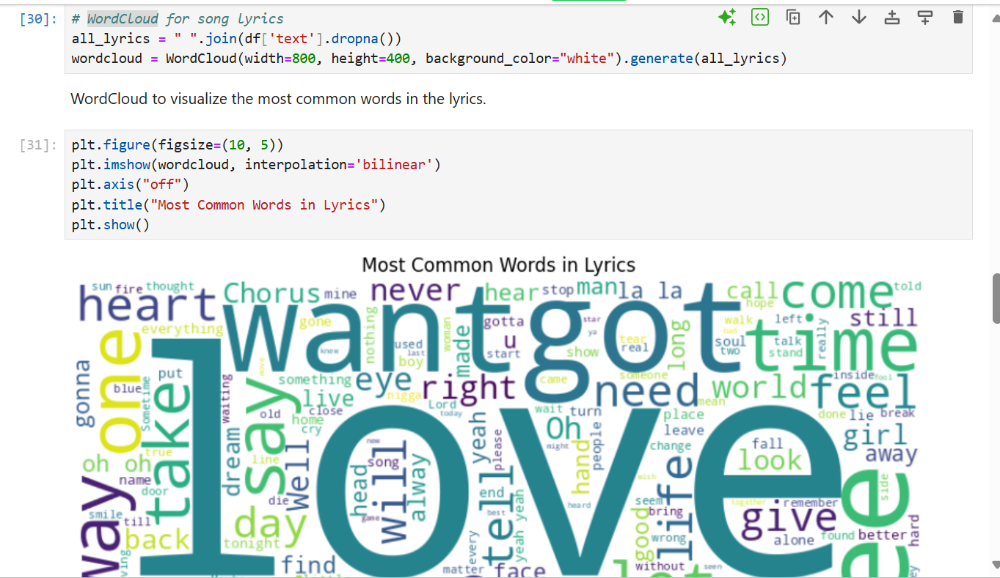 [30]:
# WordCloud for song lyrics
all_lyrics = " ".join(df['text'].dropna())
wordcloud = WordCloud(width=800, height=400, background_color="white").generate(all_lyrics)
WordCloud to visualize the most common words in the lyrics.
[31]:
plt.figure(figsize=(10, 5))
plt.imshow(wordcloud, interpolation='bilinear')
plt.axis("off")
plt.title("Most Common Words in Lyrics")
plt.show()
Most Common Words in Lyrics
sun
fire
thought
heart
Chorus
mine
never
hear
stop
man
la la
call
hope
come
told
everything
want
got
gone
nothing
woman
gotta
star
ya
walk
bad
left
really
still
time
one
take
knew
used
last
boy
made
u
start
show
tear
real
long
soul
two
talk
stand
gonna
blue
sometime
put
waiting
move
say
something
live
eye
nigga
right
came
someone
need
mean
world
feel
inside
fool
old
close
home
cry
Lord
today
wait
turn
place
done
lie
break
oh oh
true
name
door
dream
line
Well
love
new
song
will
head
game
alway
yeah
please
Oh
might
hand
people
leave
change
wish
life
fall
look
girl
away
way
smile
till
back
day
die
tonight
find
tell
end
best
yeah yeah
heard
seem
bring
good
wrong
together
remember
give
alone
found
better
side
hard
every
matter
face
without
seen